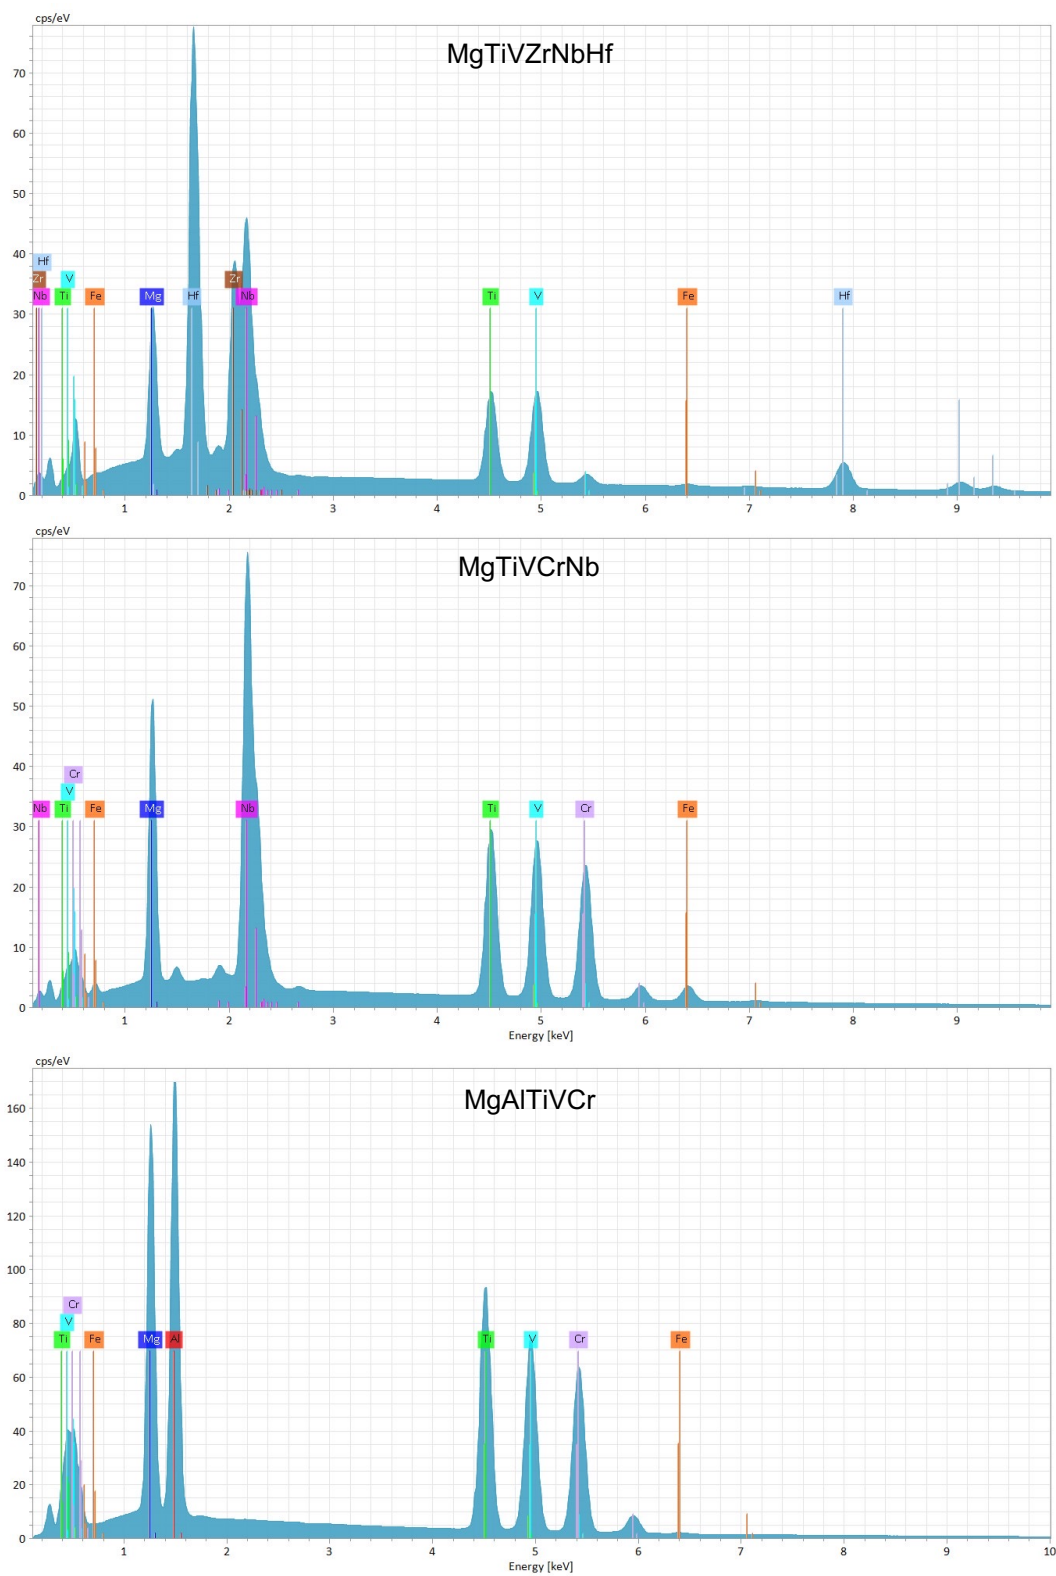 cps/eV
MgTiVZrNbHf
70
60
50
40
30
20
10
0
Hf
Zr V
Nb Ti Fe Mg Hf Zr Nb Ti V Fe Hf
1 2 3 4 5 6 7 8 9
cps/eV
MgTiVCrNb
70
60
50
40
30
20
10
0
Cr
V
Nb Ti Fe Mg Nb Ti V Cr Fe
1 2 3 4 5 6 7 8 9
Energy [keV]
cps/eV
MgAlTiVCr
160
140
120
100
80
60
40
20
0
Cr
V
Ti Fe Mg Al Ti V Cr Fe
1 2 3 4 5 6 7 8 9 10
Energy [keV]